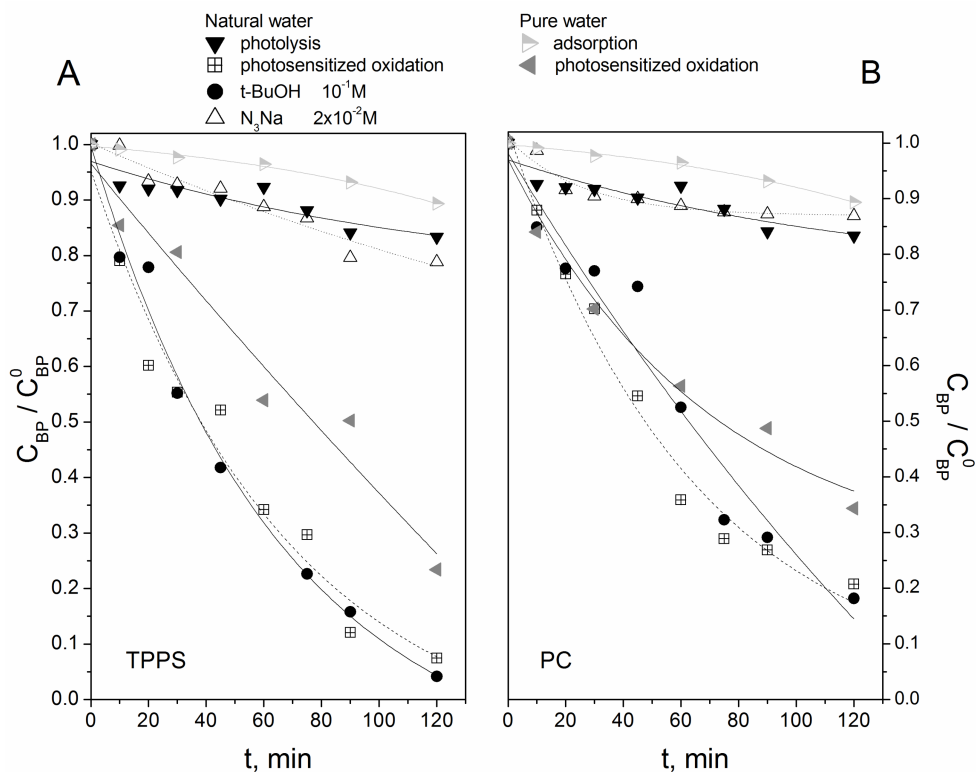 Natural water
photolysis
photosensitized oxidation
t-BuOH 10⁻¹M
N₃Na 2x10⁻²M
Pure water
adsorption
photosensitized oxidation
A
B
1.0
0.9
0.8
0.7
0.6
0.5
0.4
0.3
0.2
0.1
0.0
C_BP / C⁰_BP
TPPS
0 20 40 60 80 100 120
t, min
PC
0 20 40 60 80 100 120
t, min
1.0
0.9
0.8
0.7
0.6
0.5
0.4
0.3
0.2
0.1
0.0
C_BP / C⁰_BP